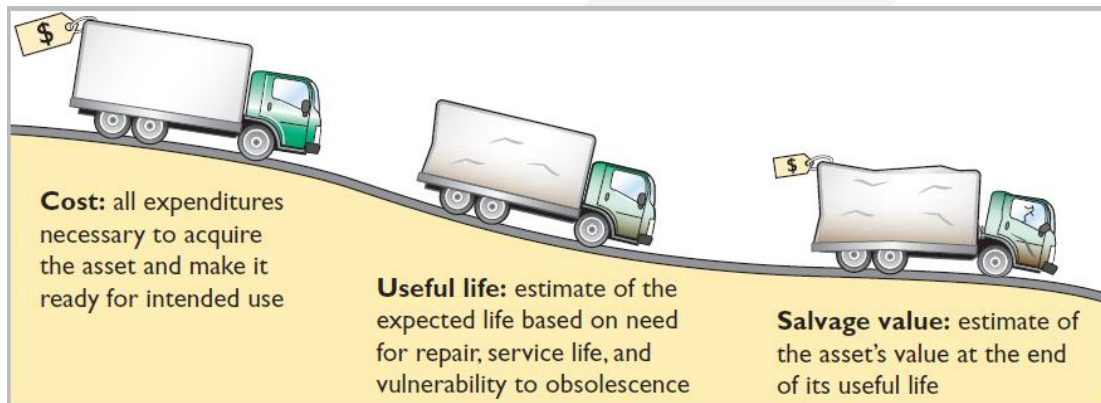 $
Cost: all expenditures
necessary to acquire
the asset and make it
ready for intended use
Useful life: estimate of the
expected life based on need
for repair, service life, and
vulnerability to obsolescence
$
Salvage value: estimate of
the asset's value at the end
of its useful life